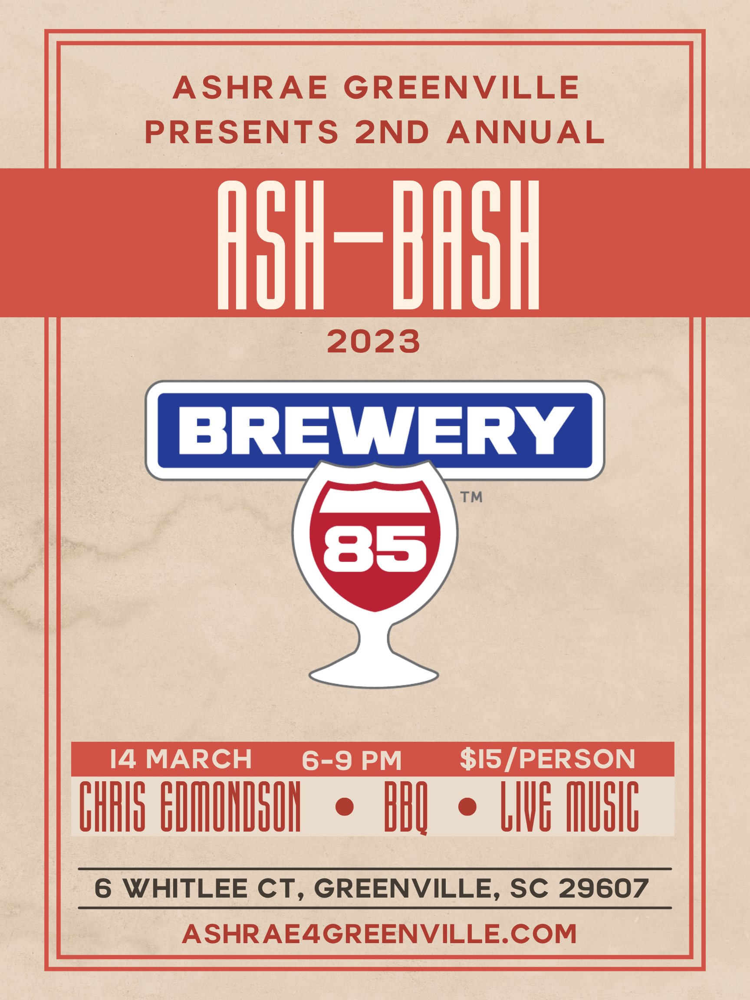 ASHRAE GREENVILLE
PRESENTS 2ND ANNUAL
ASH-BASH
2023
BREWERY
TM
85
14 MARCH 6-9 PM $15/PERSON
CHRIS EDMONDSON • BBQ • LIVE MUSIC
6 WHITLEE CT, GREENVILLE, SC 29607
ASHRAE4GREENVILLE.COM